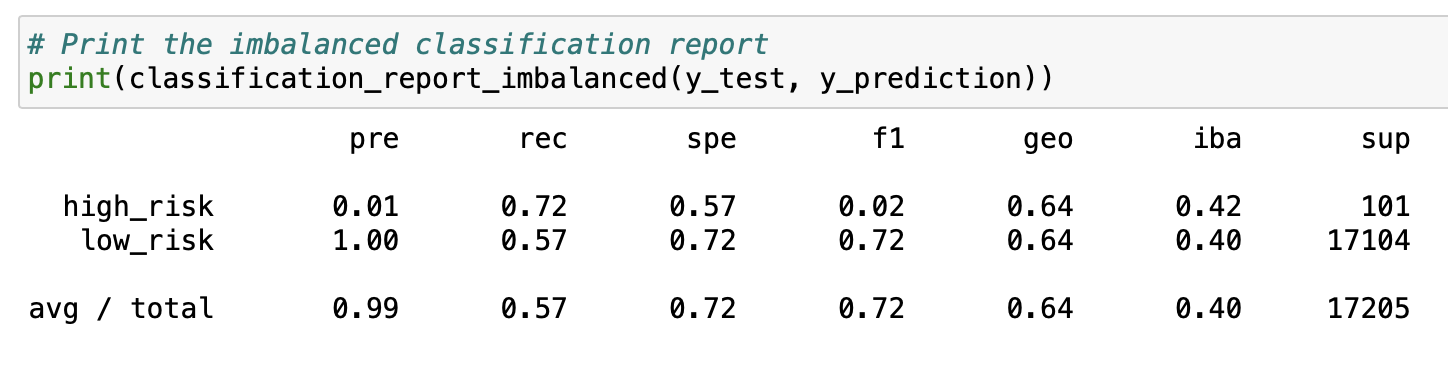 # Print the imbalanced classification report
print(classification_report_imbalanced(y_test, y_prediction))
pre rec spe f1 geo iba sup
high_risk 0.01 0.72 0.57 0.02 0.64 0.42 101
low_risk 1.00 0.57 0.72 0.72 0.64 0.40 17104
avg / total 0.99 0.57 0.72 0.72 0.64 0.40 17205